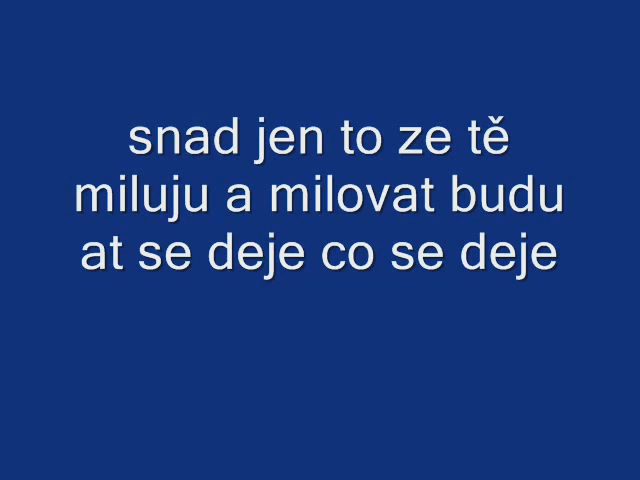 snad jen to ze tě
miluju a milovat budu
at se deje co se deje